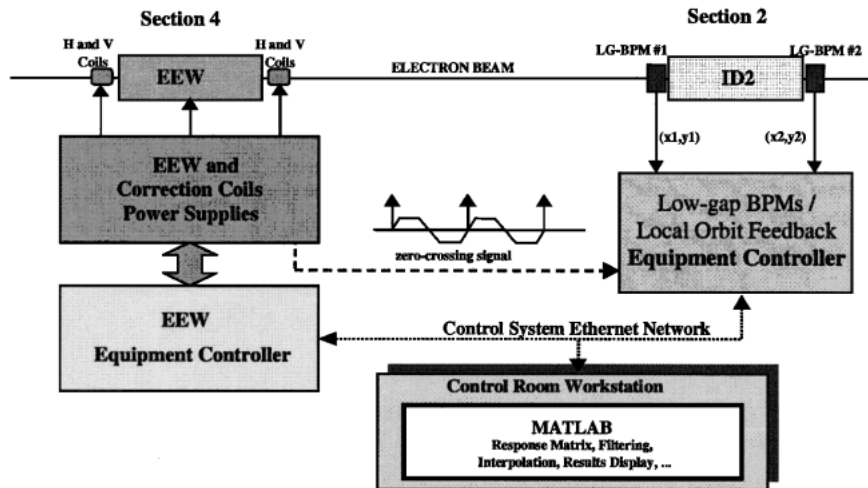 Section 4
Section 2
H and V
Coils
H and V
Coils
LG-BPM #1
LG-BPM #2
EEW
ELECTRON BEAM
ID2
(x1,y1)
(x2,y2)
EEW and
Correction Coils
Power Supplies
Low-gap BPMs /
Local Orbit Feedback
Equipment Controller
zero-crossing signal
EEW
Equipment Controller
Control System Ethernet Network
Control Room Workstation
MATLAB
Response Matrix, Filtering,
Interpolation, Results Display, ...